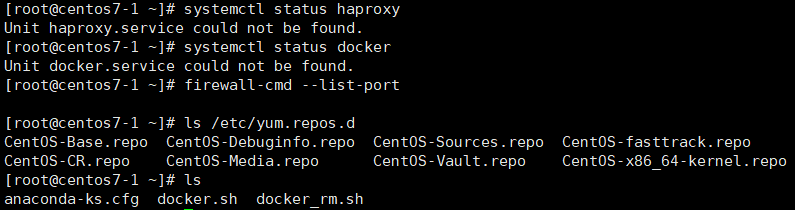 [root@centos7-1 ~]# systemctl status haproxy
Unit haproxy.service could not be found.
[root@centos7-1 ~]# systemctl status docker
Unit docker.service could not be found.
[root@centos7-1 ~]# firewall-cmd --list-port

[root@centos7-1 ~]# ls /etc/yum.repos.d
CentOS-Base.repo  CentOS-Debuginfo.repo  CentOS-Sources.repo  CentOS-fasttrack.repo
CentOS-CR.repo    CentOS-Media.repo      CentOS-Vault.repo    CentOS-x86_64-kernel.repo
[root@centos7-1 ~]# ls
anaconda-ks.cfg  docker.sh  docker_rm.sh